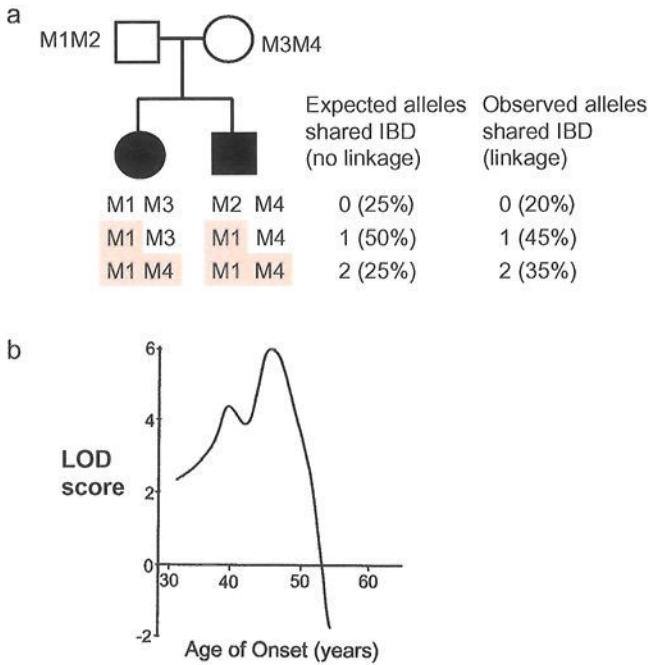 a
M1M2
M3M4
Expected alleles
shared IBD
(no linkage)
Observed alleles
shared IBD
(linkage)
M1 M3 M2 M4 0 (25%) 0 (20%)
M1 M3 M1 M4 1 (50%) 1 (45%)
M1 M4 M1 M4 2 (25%) 2 (35%)
b
6
4
LOD
score
2
0
30 40 50 60
-2
Age of Onset (years)